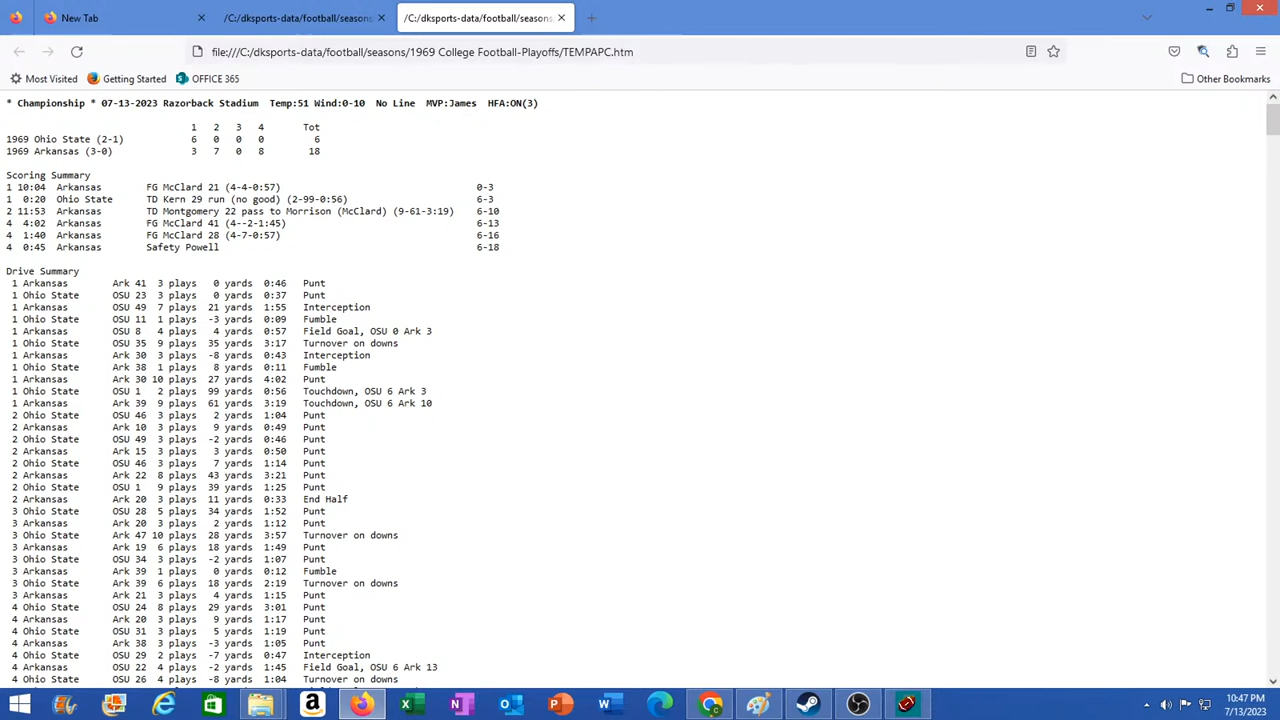 New Tab
/C:/dksports-data/football/seasons
/C:/dksports-data/football/seasons
file:///C:/dksports-data/football/seasons/1969 College Football-Playoffs/TEMPAPC.htm
Most Visited Getting Started OFFICE 365 Other Bookmarks
* Championship * 07-13-2023 Razorback Stadium Temp:51 Wind:0-10 No Line MVP:James HFA:ON(3)
1 2 3 4 Tot
1969 Ohio State (2-1) 6 0 0 0 6
1969 Arkansas (3-0) 3 7 0 8 18
Scoring Summary
1 10:04 Arkansas FG McClard 21 (4-4-0:57) 0-3
1 0:20 Ohio State TD Kern 29 run (no good) (2-99-0:56) 6-3
2 11:53 Arkansas TD Montgomery 22 pass to Morrison (McClard) (9-61-3:19) 6-10
4 4:02 Arkansas FG McClard 41 (4--2-1:45) 6-13
4 1:40 Arkansas FG McClard 28 (4-7-0:57) 6-16
4 0:45 Arkansas Safety Powell 6-18
Drive Summary
1 Arkansas Ark 41 3 plays 0 yards 0:46 Punt
1 Ohio State OSU 23 3 plays 0 yards 0:37 Punt
1 Arkansas OSU 49 7 plays 21 yards 1:55 Interception
1 Ohio State OSU 11 1 plays -3 yards 0:09 Fumble
1 Arkansas OSU 8 4 plays 4 yards 0:57 Field Goal, OSU 0 Ark 3
1 Ohio State OSU 35 9 plays 35 yards 3:17 Turnover on downs
1 Arkansas Ark 30 3 plays -8 yards 0:43 Interception
1 Ohio State Ark 38 1 plays 8 yards 0:11 Fumble
1 Arkansas Ark 30 10 plays 27 yards 4:02 Punt
1 Ohio State OSU 1 2 plays 99 yards 0:56 Touchdown, OSU 6 Ark 3
1 Arkansas Ark 39 9 plays 61 yards 3:19 Touchdown, OSU 6 Ark 10
2 Ohio State OSU 46 3 plays 2 yards 1:04 Punt
2 Arkansas Ark 10 3 plays 9 yards 0:49 Punt
2 Ohio State OSU 49 3 plays -2 yards 0:46 Punt
2 Arkansas Ark 15 3 plays 3 yards 0:50 Punt
2 Ohio State OSU 46 3 plays 7 yards 1:14 Punt
2 Arkansas Ark 22 8 plays 43 yards 3:21 Punt
2 Ohio State OSU 1 9 plays 39 yards 1:25 Punt
2 Arkansas Ark 20 3 plays 11 yards 0:33 End Half
3 Ohio State OSU 28 5 plays 34 yards 1:52 Punt
3 Arkansas Ark 20 3 plays 2 yards 1:12 Punt
3 Ohio State Ark 47 10 plays 28 yards 3:57 Turnover on downs
3 Arkansas Ark 19 6 plays 18 yards 1:49 Punt
3 Ohio State OSU 34 3 plays -2 yards 1:07 Punt
3 Arkansas Ark 39 1 plays 0 yards 0:12 Fumble
3 Ohio State Ark 39 6 plays 18 yards 2:19 Turnover on downs
3 Arkansas Ark 21 3 plays 4 yards 1:15 Punt
4 Ohio State OSU 24 8 plays 29 yards 3:01 Punt
4 Arkansas Ark 20 3 plays 9 yards 1:17 Punt
4 Ohio State OSU 31 3 plays 5 yards 1:19 Punt
4 Arkansas Ark 38 3 plays -3 yards 1:05 Punt
4 Ohio State OSU 29 2 plays -7 yards 0:47 Interception
4 Arkansas OSU 22 4 plays -2 yards 1:45 Field Goal, OSU 6 Ark 13
4 Ohio State OSU 26 4 plays -8 yards 1:04 Turnover on downs
10:47 PM
7/13/2023